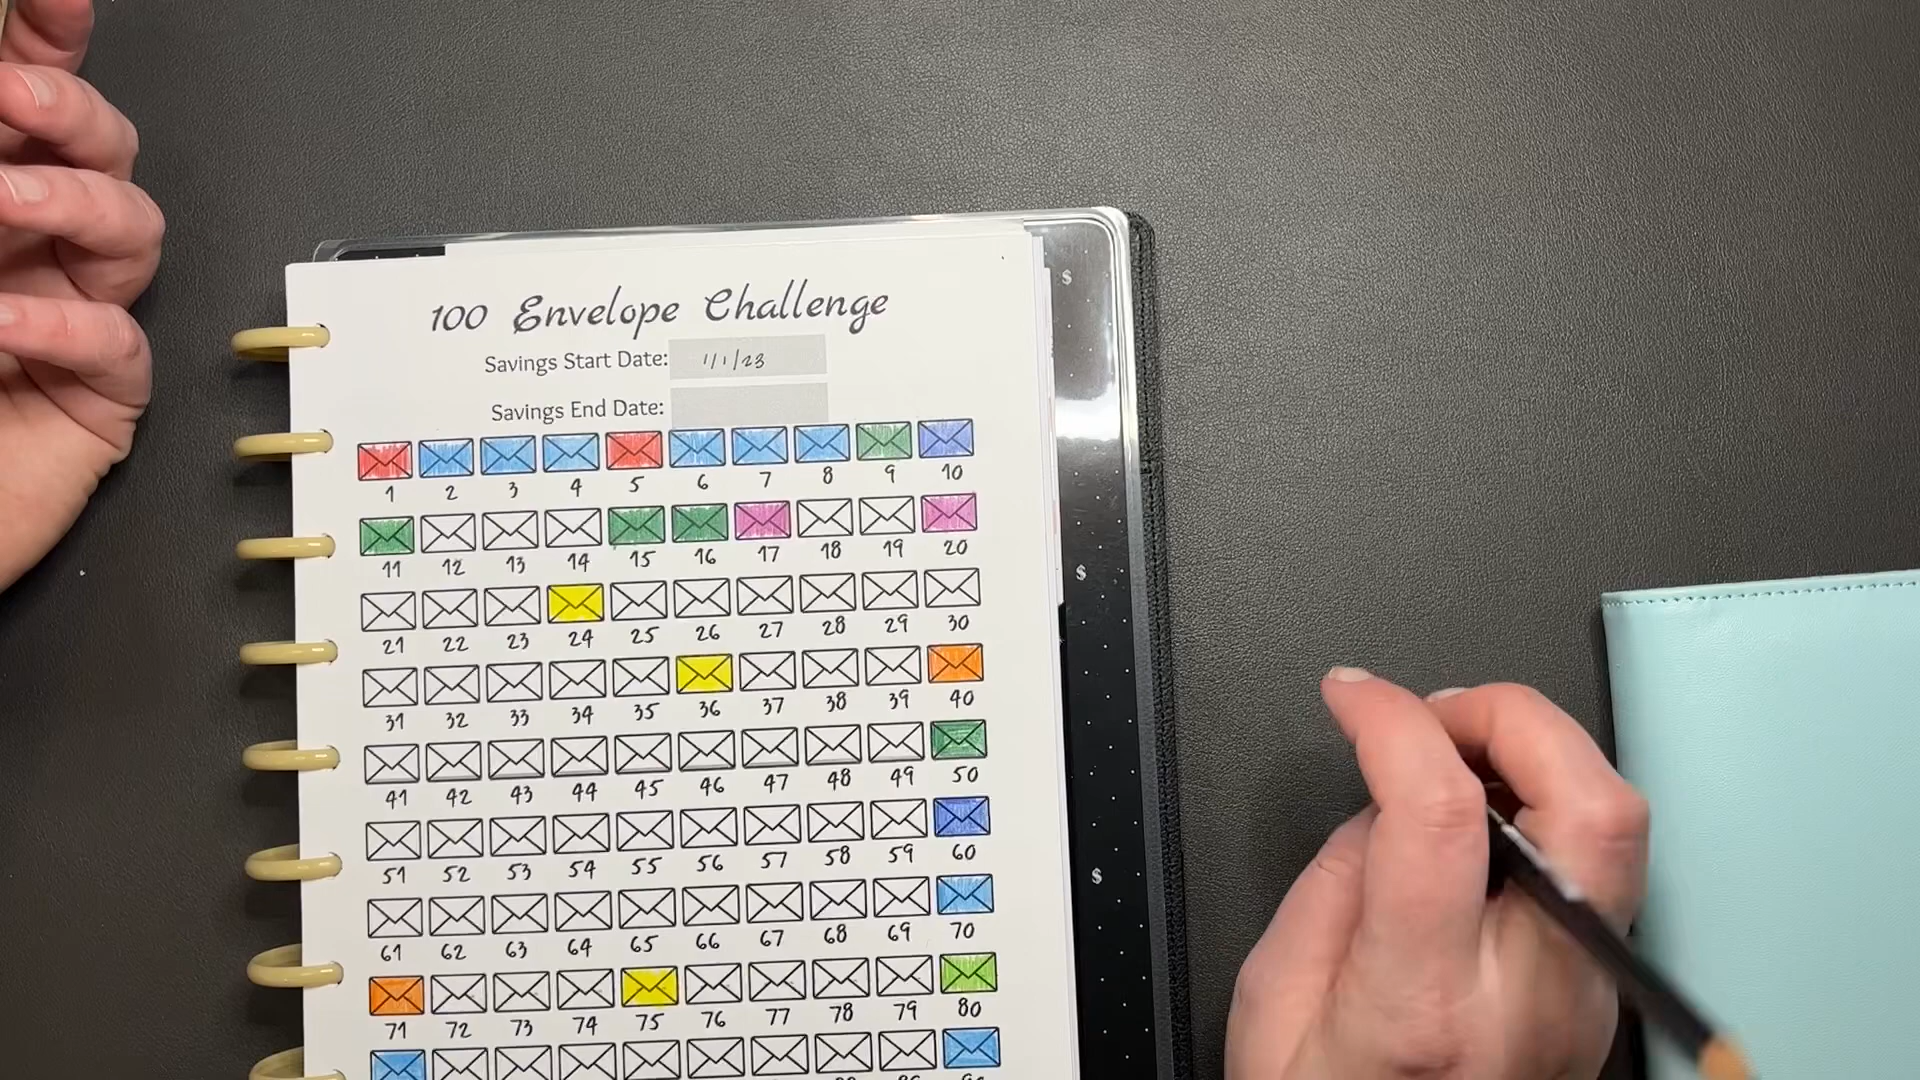 100 Envelope Challenge
Savings Start Date: 1/1/23
Savings End Date:
1 2 3 4 5 6 7 8 9 10
11 12 13 14 15 16 17 18 19 20
21 22 23 24 25 26 27 28 29 30
31 32 33 34 35 36 37 38 39 40
41 42 43 44 45 46 47 48 49 50
51 52 53 54 55 56 57 58 59 60
61 62 63 64 65 66 67 68 69 70
71 72 73 74 75 76 77 78 79 80
$
$
$